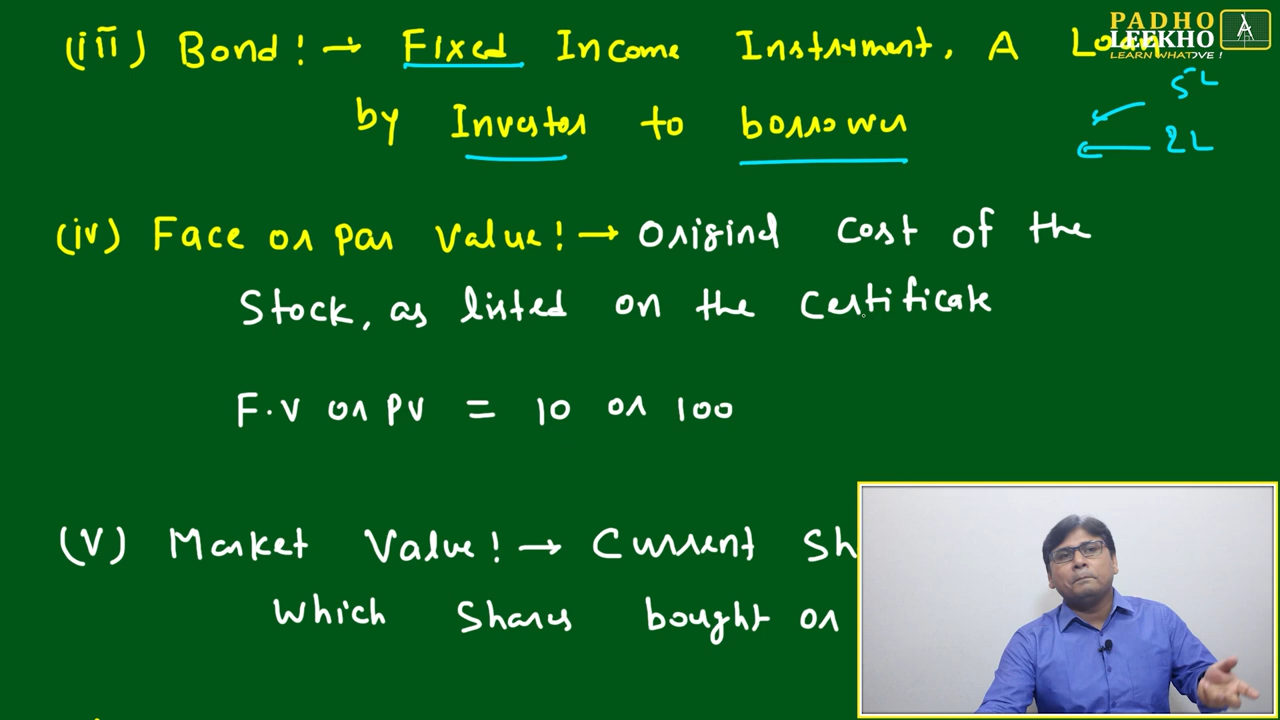 (iii) Bond! → Fixed Income Instrument. A Loan
by Investor to borrower
5L
2L
(iv) Face or Par Value! → Original Cost of the
Stock, as listed on the Certificate
F.V or PV = 10 or 100
(V) Market Value! → Current Sh
Which Shares bought or
PADHO
LEEKHO
LEARN WHAT
OVE!